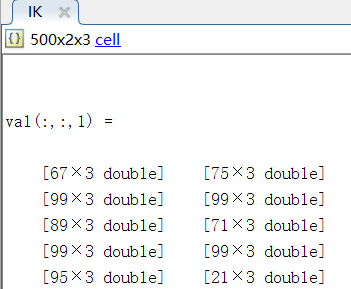 IK
500x2x3 cell
val(:,:,1) =
[67×3 double] [75×3 double]
[99×3 double] [99×3 double]
[89×3 double] [71×3 double]
[99×3 double] [99×3 double]
[95×3 double] [21×3 double]